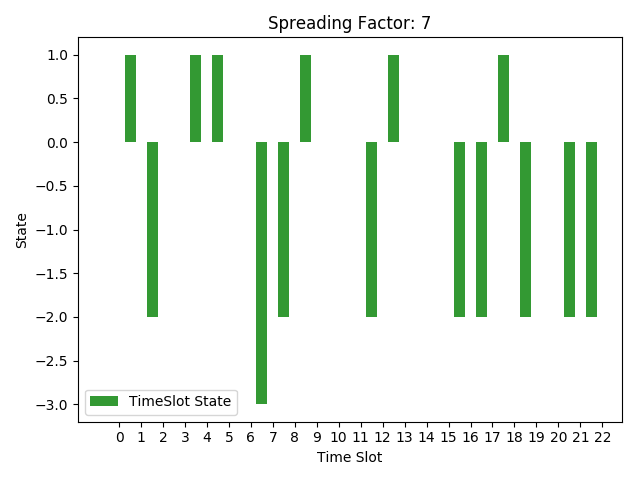 Spreading Factor: 7
1.0
0.5
0.0
−0.5
−1.0
−1.5
−2.0
−2.5
−3.0
State
TimeSlot State
0 1 2 3 4 5 6 7 8 9 10 11 12 13 14 15 16 17 18 19 20 21 22
Time Slot